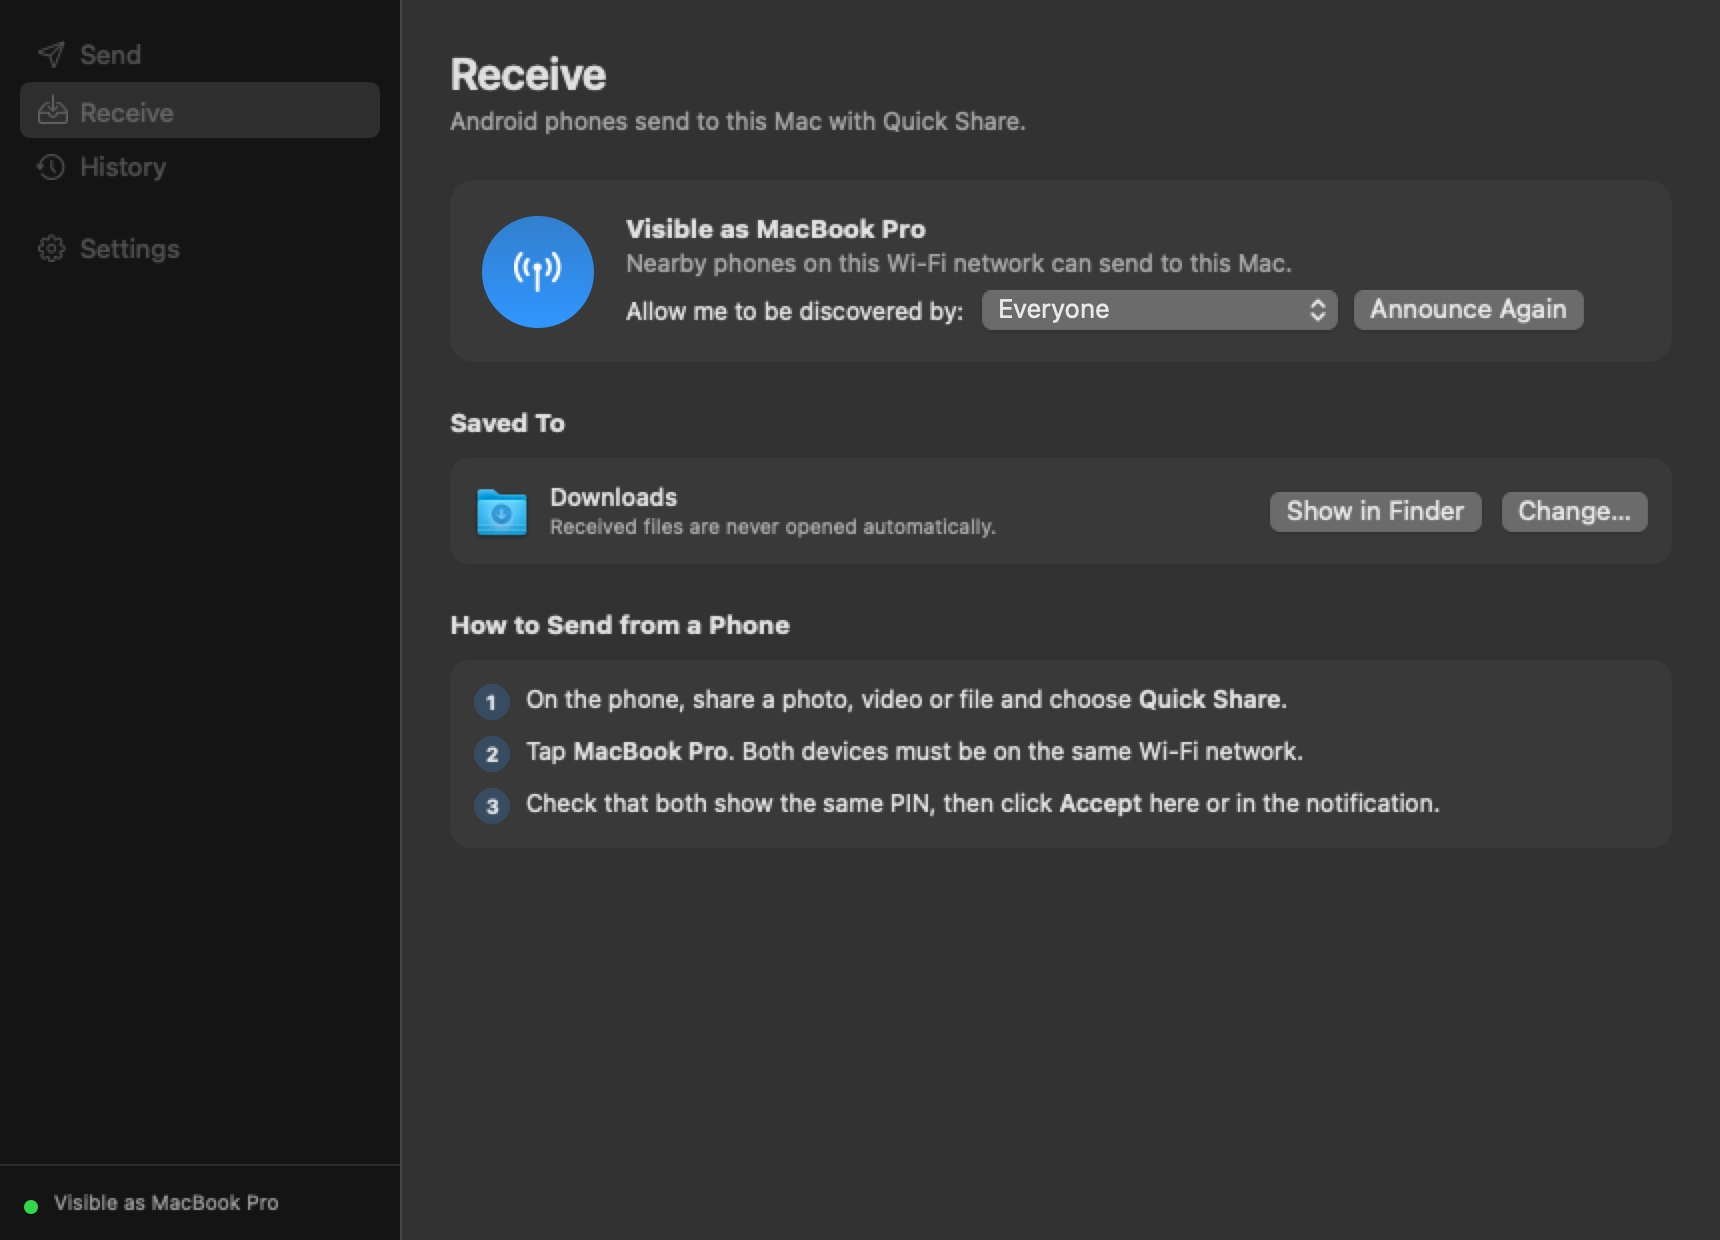 Send
Receive
History
Settings
Visible as MacBook Pro
Receive
Android phones send to this Mac with Quick Share.
Visible as MacBook Pro
Nearby phones on this Wi-Fi network can send to this Mac.
Allow me to be discovered by: Everyone Announce Again
Saved To
Downloads
Received files are never opened automatically.
Show in Finder Change...
How to Send from a Phone
1 On the phone, share a photo, video or file and choose Quick Share.
2 Tap MacBook Pro. Both devices must be on the same Wi-Fi network.
3 Check that both show the same PIN, then click Accept here or in the notification.